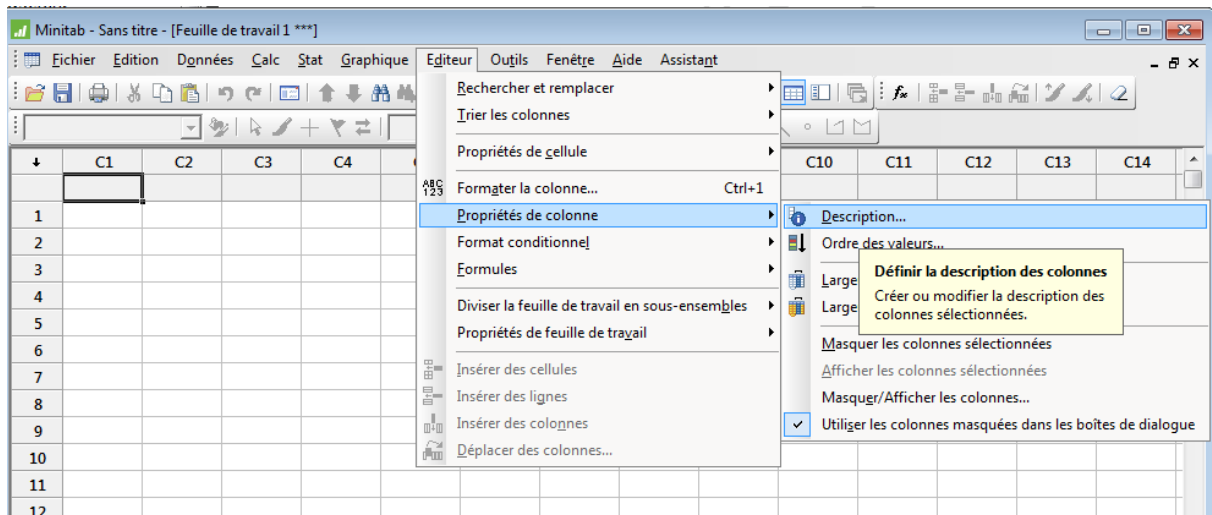 Minitab - Sans titre - [Feuille de travail 1 ***]
Fichier Edition Données Calc Stat Graphique Editeur Outils Fenêtre Aide Assistant
Rechercher et remplacer
Trier les colonnes
Propriétés de cellule
ABC 123 Formater la colonne... Ctrl+1
Propriétés de colonne
Format conditionnel
Formules
Diviser la feuille de travail en sous-ensembles
Propriétés de feuille de travail
Insérer des cellules
Insérer des lignes
Insérer des colonnes
Déplacer des colonnes...
Description...
Ordre des valeurs...
Définir la description des colonnes
Créer ou modifier la description des
colonnes sélectionnées.
Large
Large
Masquer les colonnes sélectionnées
Afficher les colonnes sélectionnées
Masquer/Afficher les colonnes...
Utiliser les colonnes masquées dans les boîtes de dialogue
C1 C2 C3 C4 C10 C11 C12 C13 C14
1
2
3
4
5
6
7
8
9
10
11
12